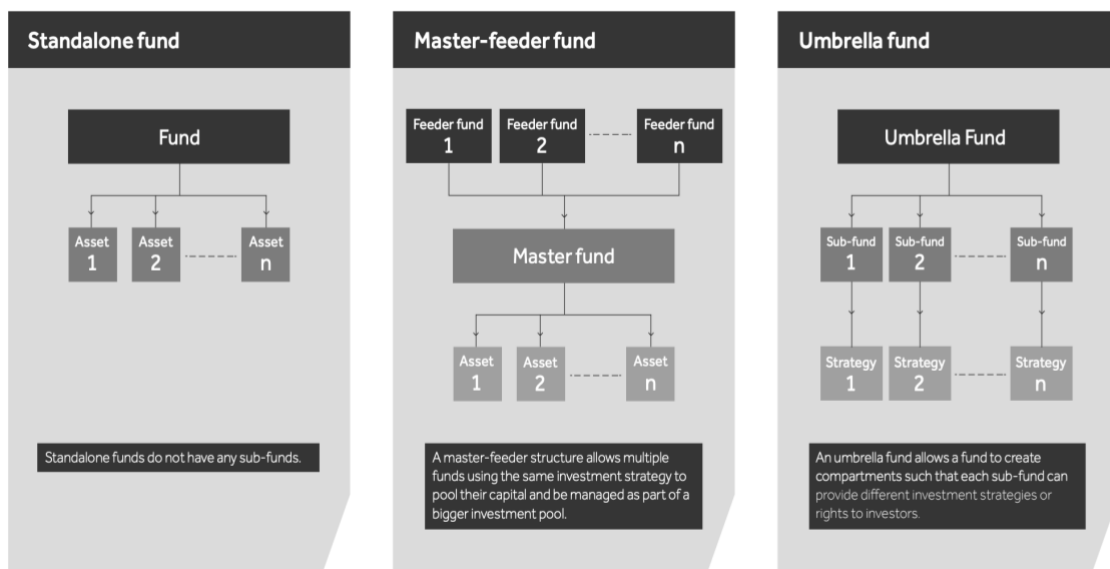 Standalone fund
Fund
Asset
1
Asset
2
Asset
n
Standalone funds do not have any sub-funds.
Master-feeder fund
Feeder fund
1
Feeder fund
2
Feeder fund
n
Master fund
Asset
1
Asset
2
Asset
n
A master-feeder structure allows multiple
funds using the same investment strategy to
pool their capital and be managed as part of a
bigger investment pool.
Umbrella fund
Umbrella Fund
Sub-fund
1
Sub-fund
2
Sub-fund
n
Strategy
1
Strategy
2
Strategy
n
An umbrella fund allows a fund to create
compartments such that each sub-fund can
provide different investment strategies or
rights to investors.